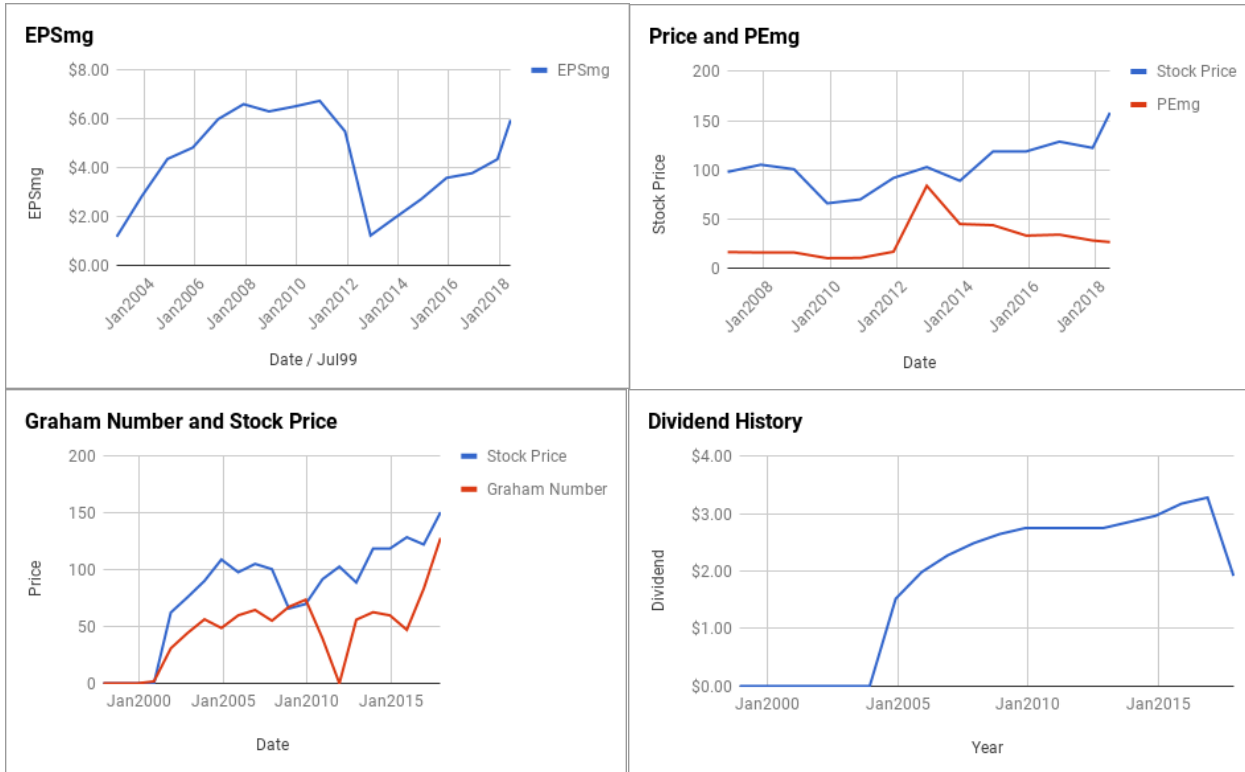 EPSmg
$8.00
$6.00
$4.00
$2.00
$0.00
EPSmg
EPSmg
Jan2004
Jan2006
Jan2008
Jan2010
Jan2012
Jan2014
Jan2016
Jan2018
Date / Jul99
Price and PEmg
200
150
100
50
0
Stock Price
Stock Price
PEmg
Jan2008
Jan2010
Jan2012
Jan2014
Jan2016
Jan2018
Date
Graham Number and Stock Price
200
150
100
50
0
Price
Stock Price
Graham Number
Jan2000
Jan2005
Jan2010
Jan2015
Date
Dividend History
$4.00
$3.00
$2.00
$1.00
$0.00
Dividend
Jan2000
Jan2005
Jan2010
Jan2015
Year